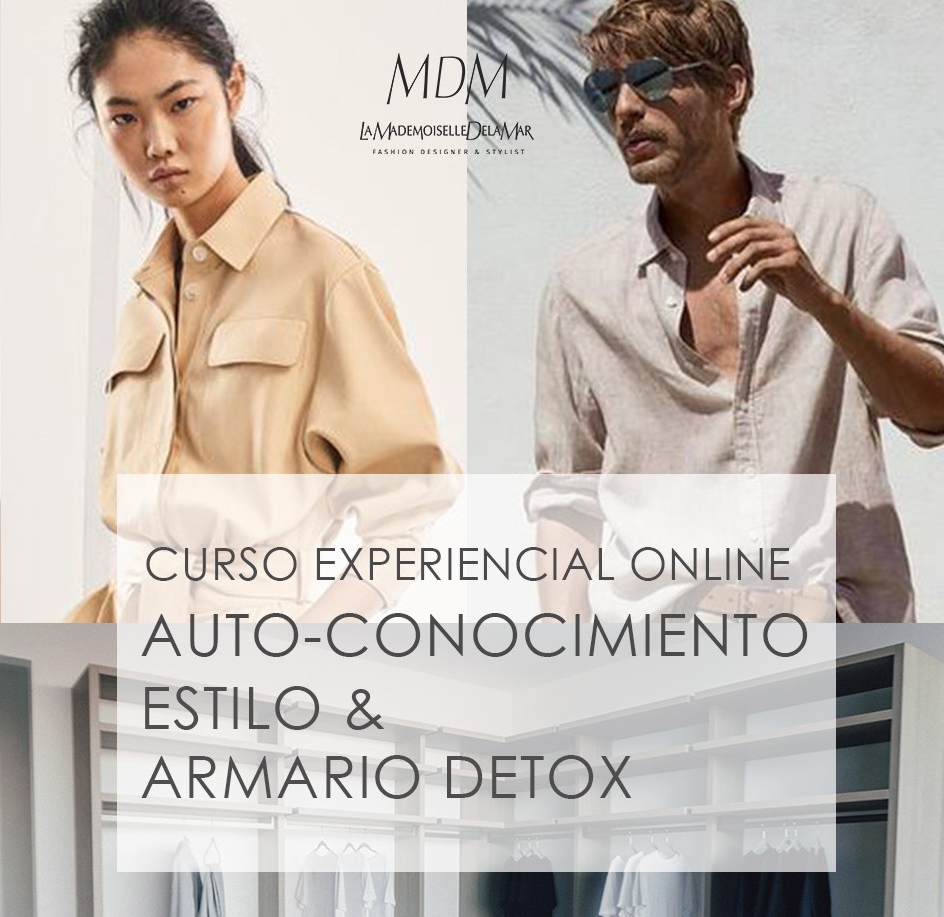 MDM
LAMADEMOISELLEDELAMAR
FASHION DESIGNER & STYLIST
CURSO EXPERIENCIAL ONLINE
AUTO-CONOCIMIENTO
ESTILO &
ARMARIO DETOX